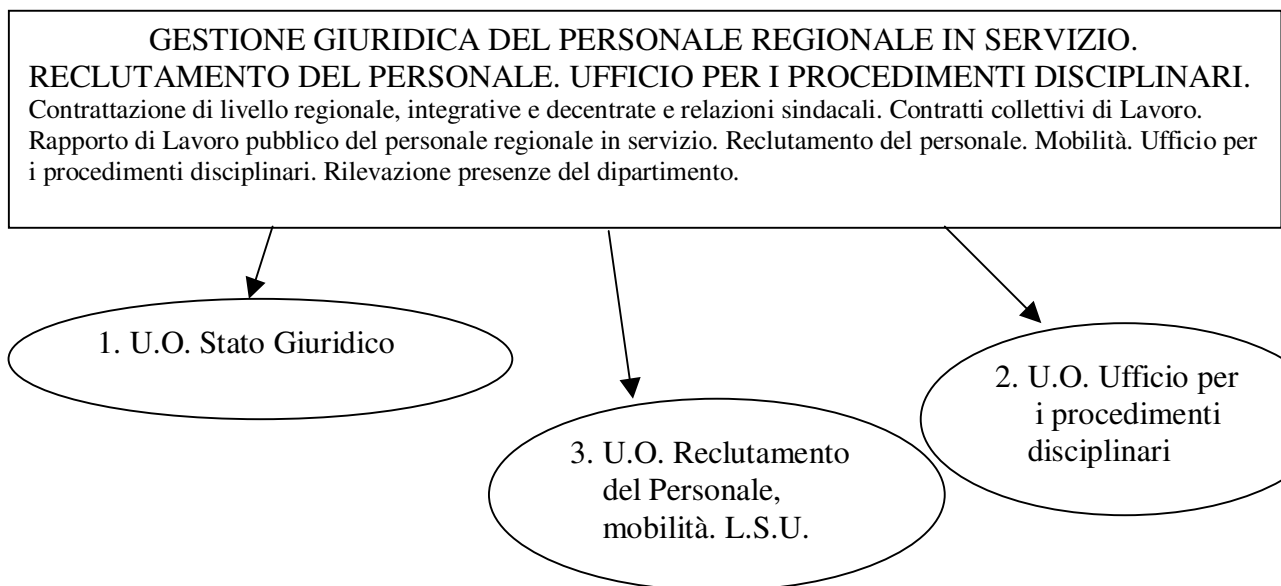 GESTIONE GIURIDICA DEL PERSONALE REGIONALE IN SERVIZIO.
RECLUTAMENTO DEL PERSONALE. UFFICIO PER I PROCEDIMENTI DISCIPLINARI.
Contrattazione di livello regionale, integrative e decentrate e relazioni sindacali. Contratti collettivi di Lavoro.
Rapporto di Lavoro pubblico del personale regionale in servizio. Reclutamento del personale. Mobilità. Ufficio per
i procedimenti disciplinari. Rilevazione presenze del dipartimento.
1. U.O. Stato Giuridico
2. U.O. Ufficio per
i procedimenti
disciplinari
3. U.O. Reclutamento
del Personale,
mobilità. L.S.U.